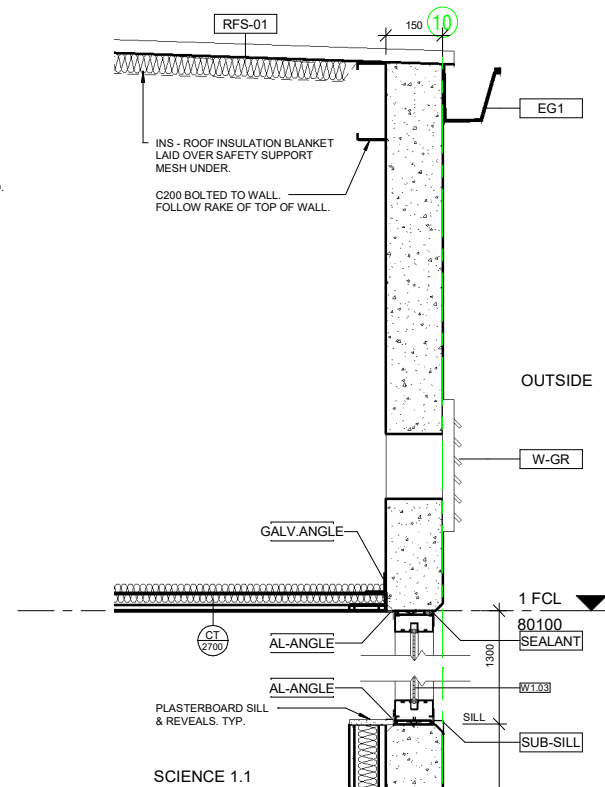 RFS-01
150
10
EG1
INS - ROOF INSULATION BLANKET
LAID OVER SAFETY SUPPORT
MESH UNDER.
C200 BOLTED TO WALL.
FOLLOW RAKE OF TOP OF WALL.
OUTSIDE
W-GR
GALV.ANGLE
1 FCL
80100
CT
2700
AL-ANGLE
SEALANT
1300
AL-ANGLE
W1.03
PLASTERBOARD SILL
& REVEALS. TYP.
SILL
SUB-SILL
SCIENCE 1.1